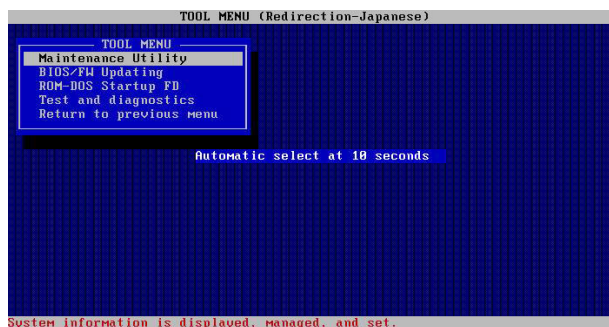 TOOL MENU (Redirection-Japanese)
TOOL MENU
Maintenance Utility
BIOS/FW Updating
ROM-DOS Startup FD
Test and diagnostics
Return to previous menu
Automatic select at 10 seconds
System information is displayed, managed, and set.